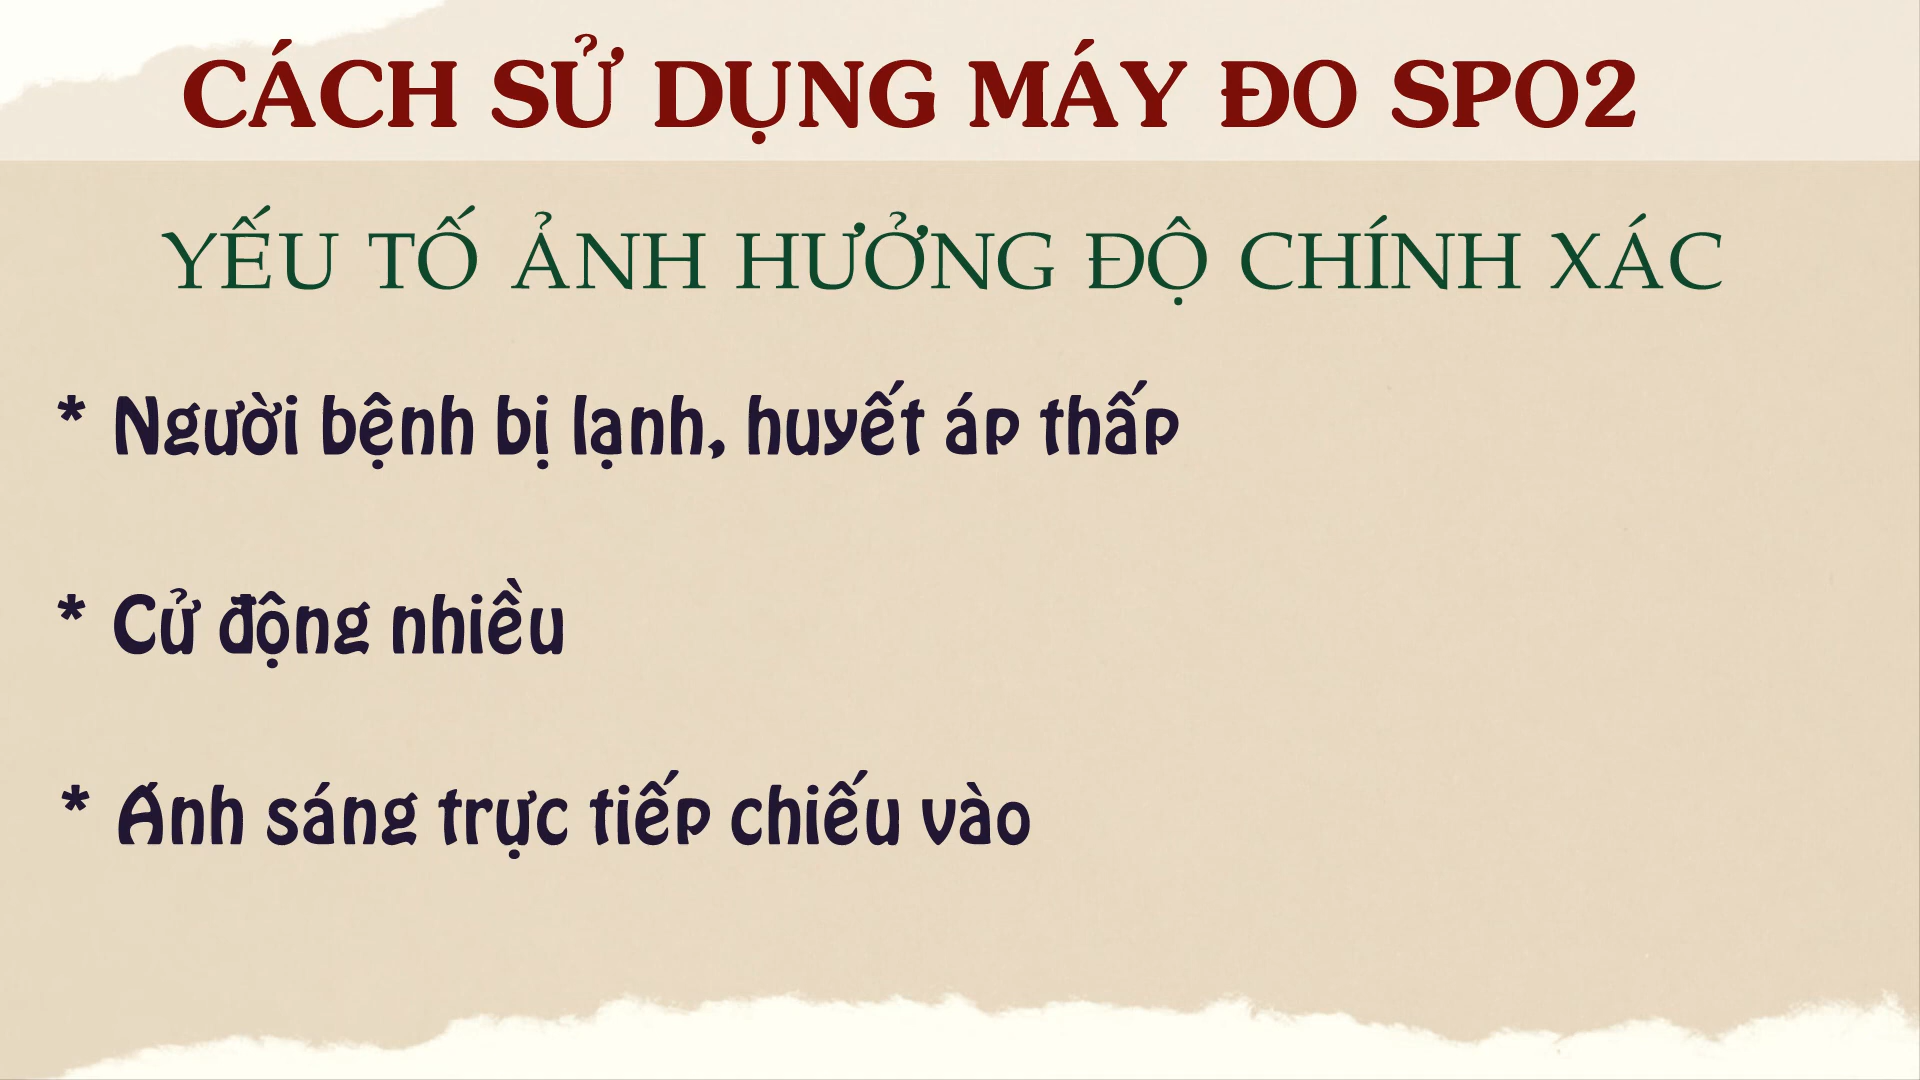 CÁCH SỬ DỤNG MÁY ĐO SPO2
YẾU TỐ ẢNH HƯỞNG ĐỘ CHÍNH XÁC
* Người bệnh bị lạnh, huyết áp thấp
* Cử động nhiều
* Ánh sáng trực tiếp chiếu vào